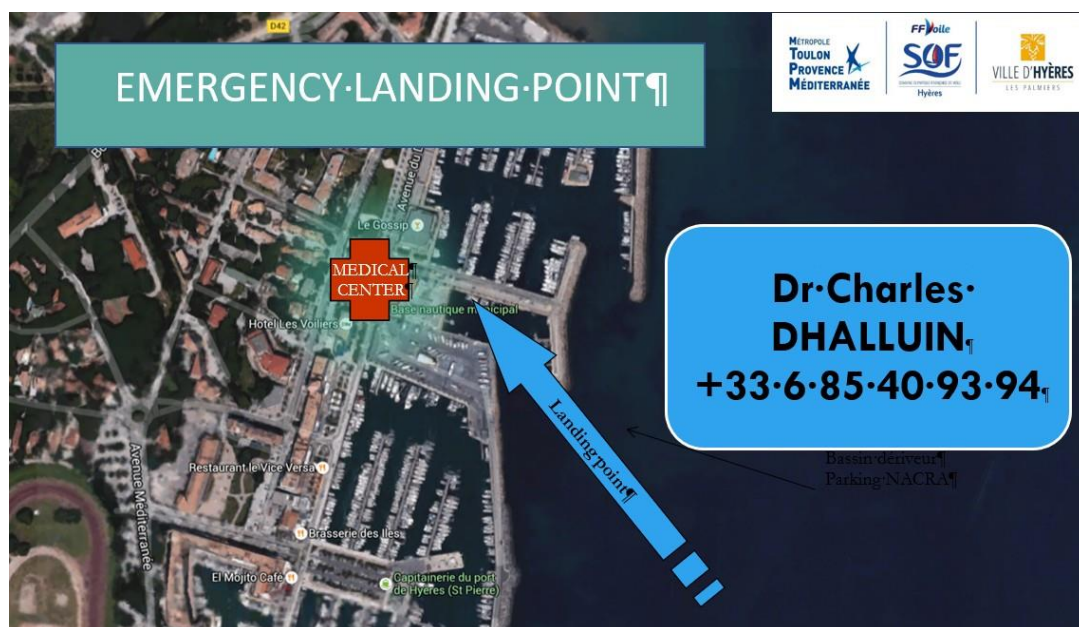 D42
EMERGENCY·LANDING·POINT¶
MÉTROPOLE
TOULON
PROVENCE
MÉDITERRANÉE
FFVoile
SOF
Hyères
VILLE D'HYÈRES
LES PALMIERS
Avenue du
Le Gossip
MEDICAL¶
CENTER¶
Base nautique municipal
Hotel Les Voiliers
Dr·Charles·
DHALLUIN¶
+33·6·85·40·93·94¶
Landing·point¶
Bassin·dériveur¶
Parking·NACRA¶
Avenue Méditerranée
Restaurant le Vice Versa
Brasserie des Iles
El Mojito Café
Capitainerie du port
de Hyeres (St Pierre)